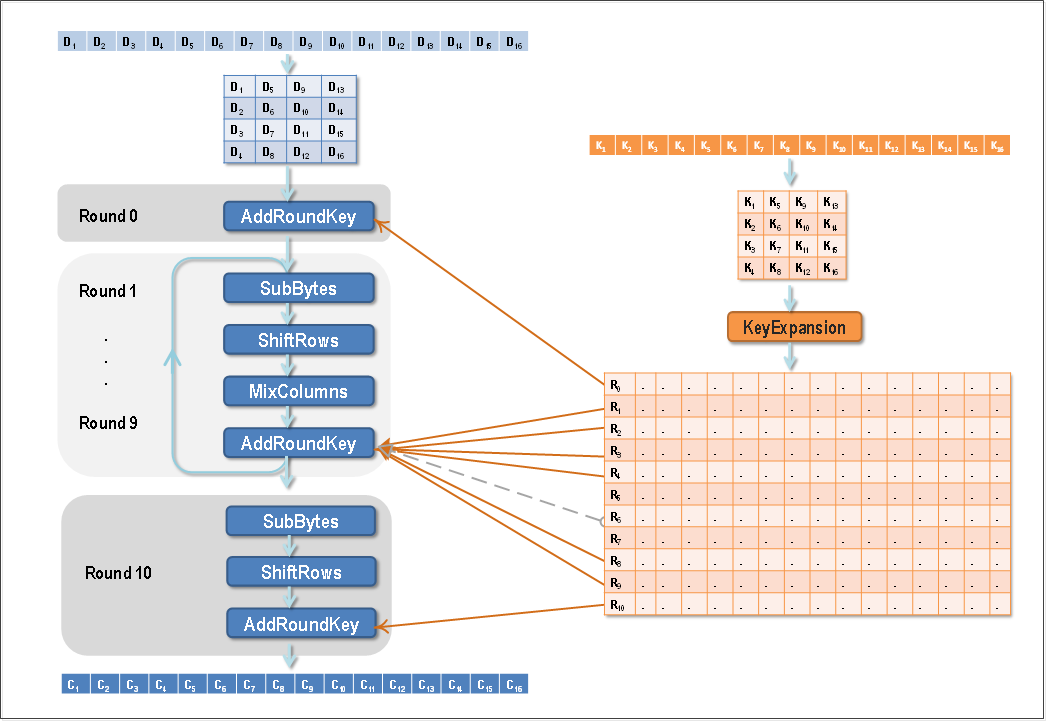 D1 D2 D3 D4 D5 D6 D7 D8 D9 D10 D11 D12 D13 D14 D15 D16
D1 D5 D9 D13
D2 D6 D10 D14
D3 D7 D11 D15
D4 D8 D12 D16
Round 0
AddRoundKey
Round 1
.
.
.
Round 9
SubBytes
ShiftRows
MixColumns
AddRoundKey
Round 10
SubBytes
ShiftRows
AddRoundKey
C1 C2 C3 C4 C5 C6 C7 C8 C9 C10 C11 C12 C13 C14 C15 C16
K1 K2 K3 K4 K5 K6 K7 K8 K9 K10 K11 K12 K13 K14 K15 K16
K1 K5 K9 K13
K2 K6 K10 K14
K3 K7 K11 K15
K4 K8 K12 K16
KeyExpansion
R0 . . . . . . . . . . . . . . .
R1 . . . . . . . . . . . . . . .
R2 . . . . . . . . . . . . . . .
R3 . . . . . . . . . . . . . . .
R4 . . . . . . . . . . . . . . .
R5 . . . . . . . . . . . . . . .
R6 . . . . . . . . . . . . . . .
R7 . . . . . . . . . . . . . . .
R8 . . . . . . . . . . . . . . .
R9 . . . . . . . . . . . . . . .
R10 . . . . . . . . . . . . . . .